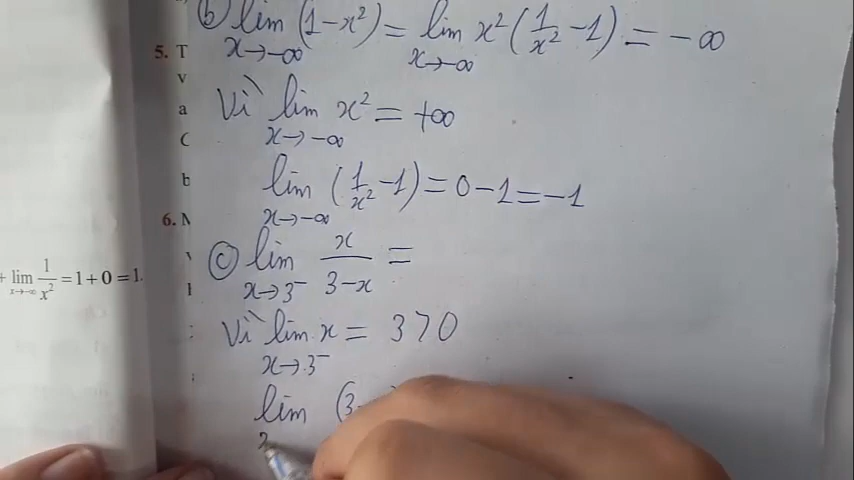 b) lim (1-x²) = lim x² (1/x² - 1) = -∞
x→-∞ x→-∞
Vì lim x² = +∞
x→-∞
lim (1/x² - 1) = 0 - 1 = -1
x→-∞
c) lim x/(3-x) =
x→3⁻
Vì lim x = 3 > 0
x→3⁻
lim (3-
+ lim 1/x² = 1 + 0 = 1.
x→-∞
5. T
v
a
b
6.